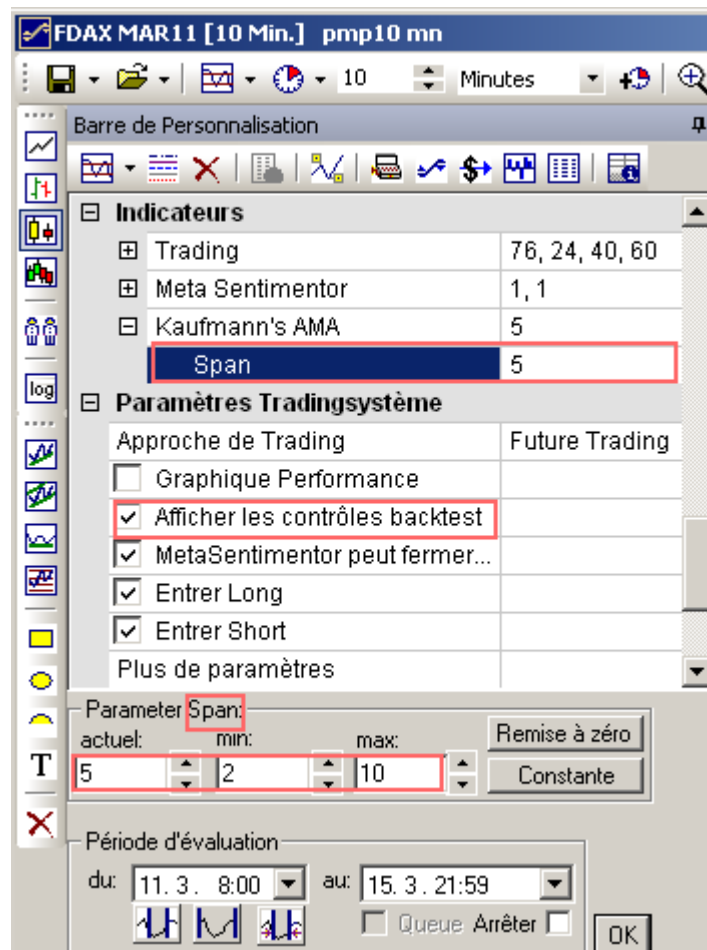 FDAX MAR11 [10 Min.] pmp10 mn
10 Minutes
Barre de Personnalisation
Indicateurs
Trading 76, 24, 40, 60
Meta Sentimentor 1, 1
Kaufmann's AMA 5
Span 5
log
Paramètres Tradingsystème
Approche de Trading Future Trading
Graphique Performance
Afficher les contrôles backtest
MetaSentimentor peut fermer...
Entrer Long
Entrer Short
Plus de paramètres
Parameter Span:
actuel: min: max: Remise à zéro
5 2 10 Constante
T
Période d'évaluation
du: 11. 3. 8:00 au: 15. 3. 21:59
Queue Arrêter OK